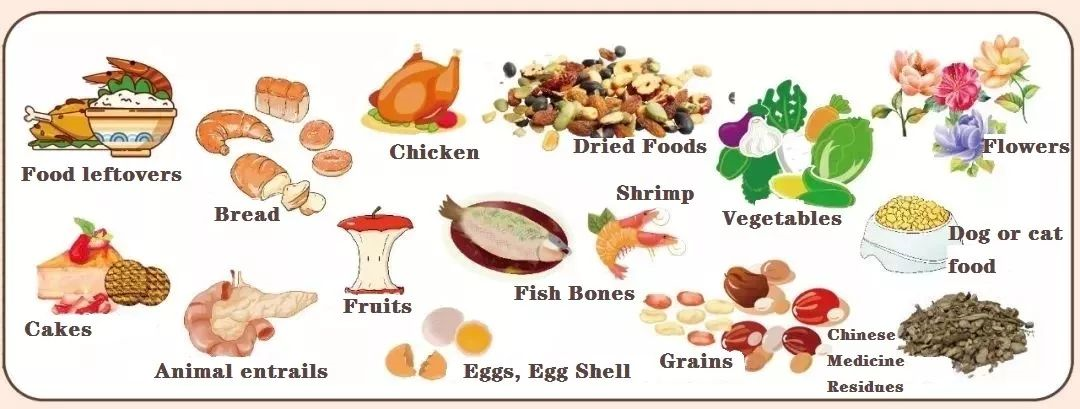 Food leftovers
Bread
Chicken
Dried Foods
Shrimp
Vegetables
Flowers
Dog or cat
food
Cakes
Animal entrails
Fruits
Fish Bones
Eggs, Egg Shell
Grains
Chinese
Medicine
Residues